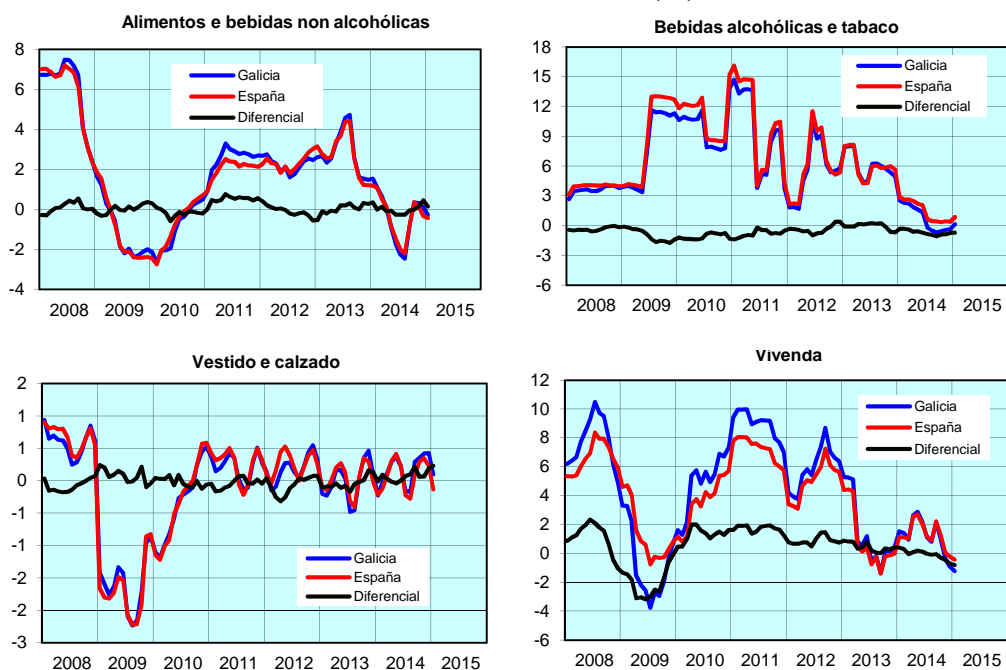 Alimentos e bebidas non alcohólicas
8
6
4
2
0
-2
-4
Galicia
España
Diferencial
2008 2009 2010 2011 2012 2013 2014 2015
Bebidas alcohólicas e tabaco
18
15
12
9
6
3
0
-3
-6
Galicia
España
Diferencial
2008 2009 2010 2011 2012 2013 2014 2015
Vestido e calzado
2
1
1
0
-1
-1
-2
-2
-3
Galicia
España
Diferencial
2008 2009 2010 2011 2012 2013 2014 2015
Vivenda
12
10
8
6
4
2
0
-2
-4
-6
Galicia
España
Diferencial
2008 2009 2010 2011 2012 2013 2014 2015